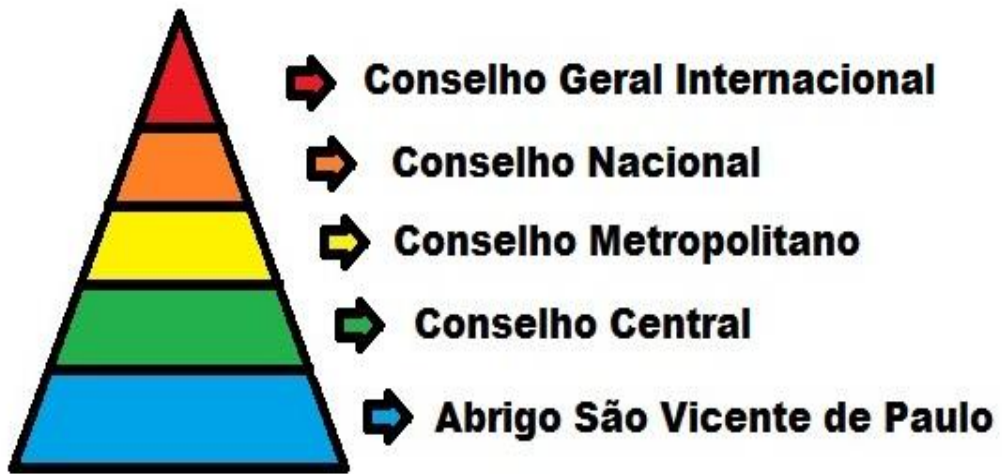 Conselho Geral Internacional
Conselho Nacional
Conselho Metropolitano
Conselho Central
Abrigo São Vicente de Paulo